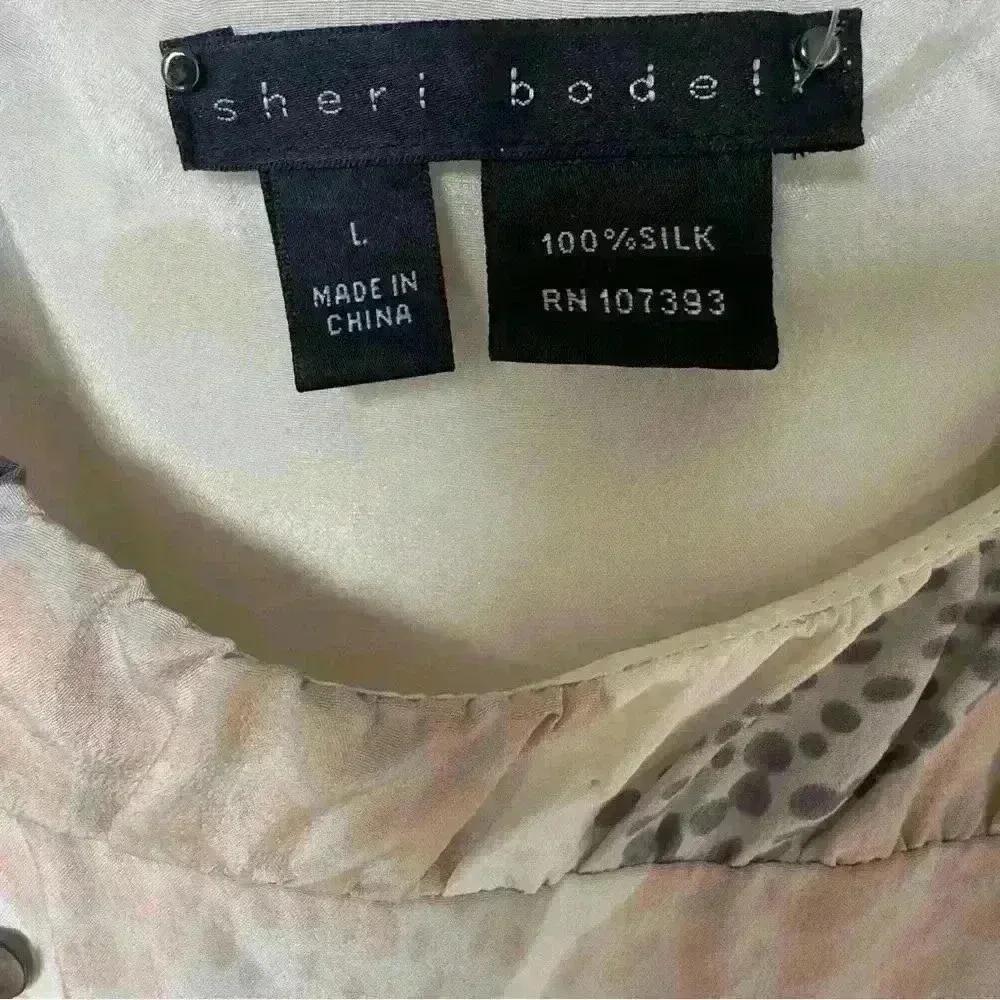 sheri bodell
L
MADE IN
CHINA
100%SILK
RN 107393